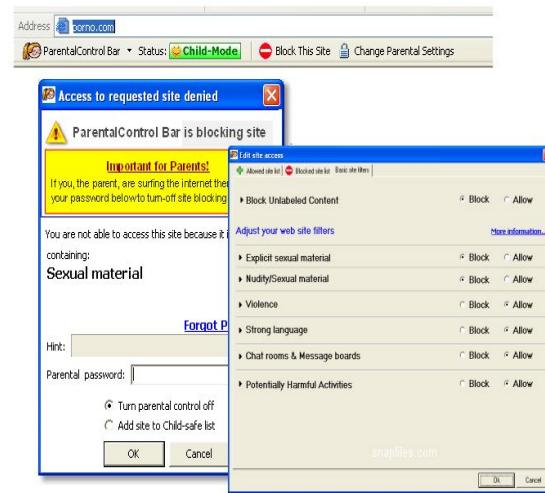 Address porno.com
ParentalControl Bar Status: Child-Mode Block This Site Change Parental Settings
Access to requested site denied
ParentalControl Bar is blocking site
Important for Parents!
If you, the parent, are surfing the internet then
your password belowto turn-off site blocking
You are not able to access this site because it i
containing:
Sexual material
Forgot P
Hint:
Parental password:
Turn parental control off
Add site to Child-safe list
OK Cancel
Edit site access
Allowed site list Blocked site list Basic site filters
Block Unlabeled Content Block Allow
Adjust your web site filters More information...
Explicit sexual material Block Allow
Nudity/Sexual material Block Allow
Violence Block Allow
Strong language Block Allow
Chat rooms & Message boards Block Allow
Potentially Harmful Activities Block Allow
snapfiles.com
Ok Cancel